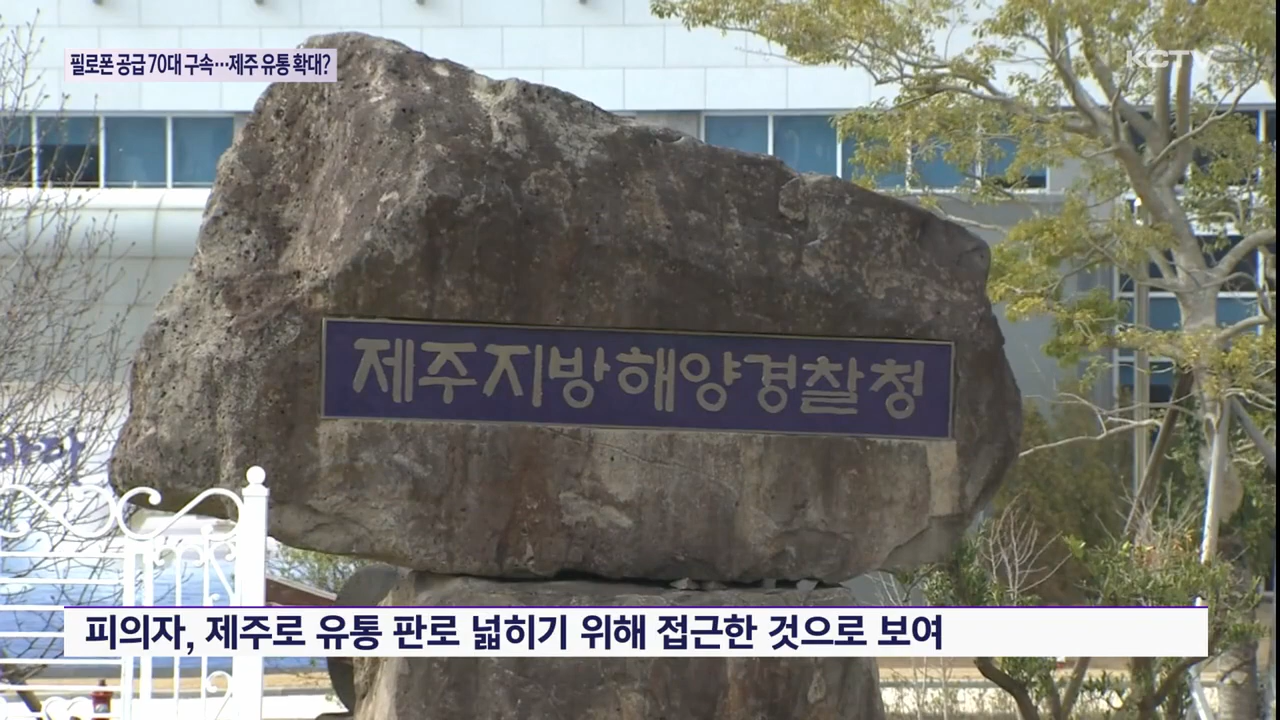 필로폰 공급 70대 구속…제주 유통 확대?
KCTV
제주지방해양경찰청
피의자, 제주로 유통 판로 넓히기 위해 접근한 것으로 보여